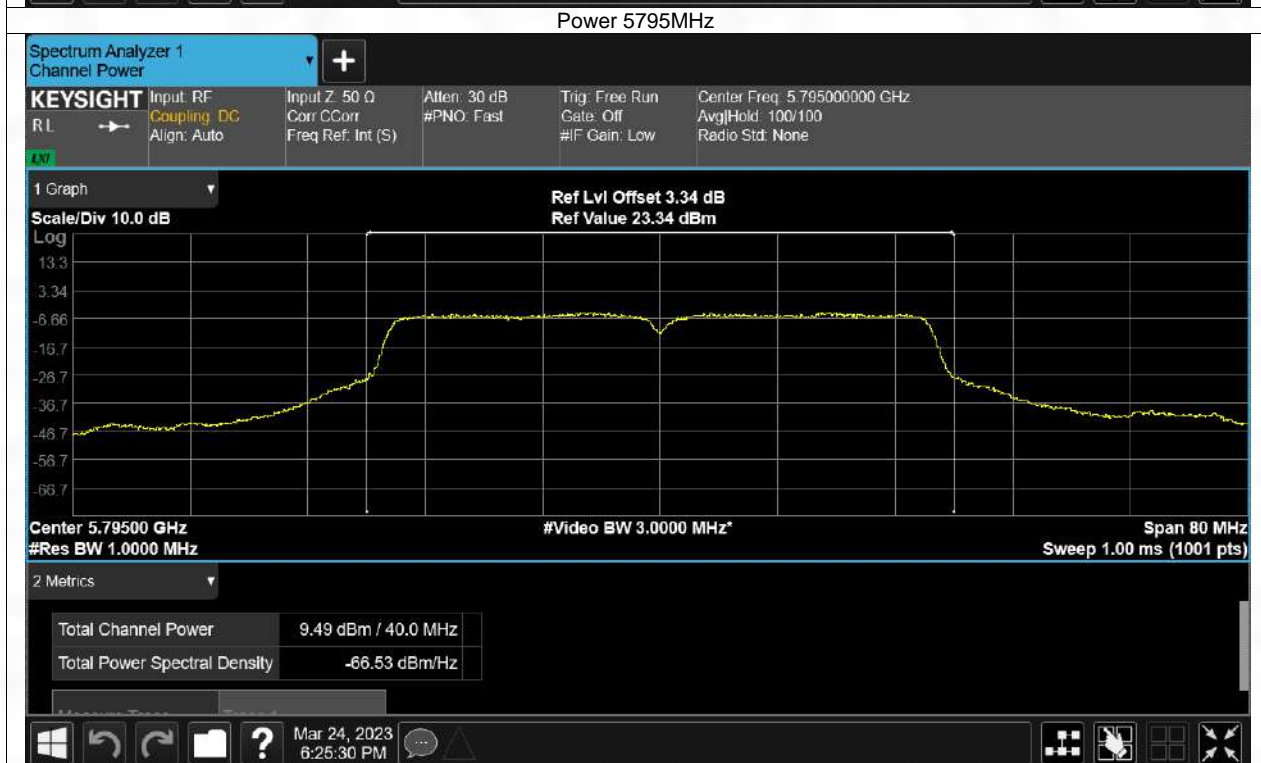 Power 5795MHz
Spectrum Analyzer 1
Channel Power
KEYSIGHT
RL
LXI
Input: RF
Coupling: DC
Align: Auto
Input Z: 50 Ω
Corr CCorr
Freq Ref: Int (S)
Atten: 30 dB
#PNO: Fast
Trig: Free Run
Gate: Off
#IF Gain: Low
Center Freq: 5.795000000 GHz
Avg|Hold: 100/100
Radio Std: None
1 Graph
Ref Lvl Offset 3.34 dB
Scale/Div 10.0 dB
Ref Value 23.34 dBm
Log
13.3
3.34
-6.66
-16.7
-26.7
-36.7
-46.7
-56.7
-66.7
Center 5.79500 GHz
#Video BW 3.0000 MHz*
Span 80 MHz
#Res BW 1.0000 MHz
Sweep 1.00 ms (1001 pts)
2 Metrics
Total Channel Power 9.49 dBm / 40.0 MHz
Total Power Spectral Density -66.53 dBm/Hz
?
Mar 24, 2023
6:25:30 PM